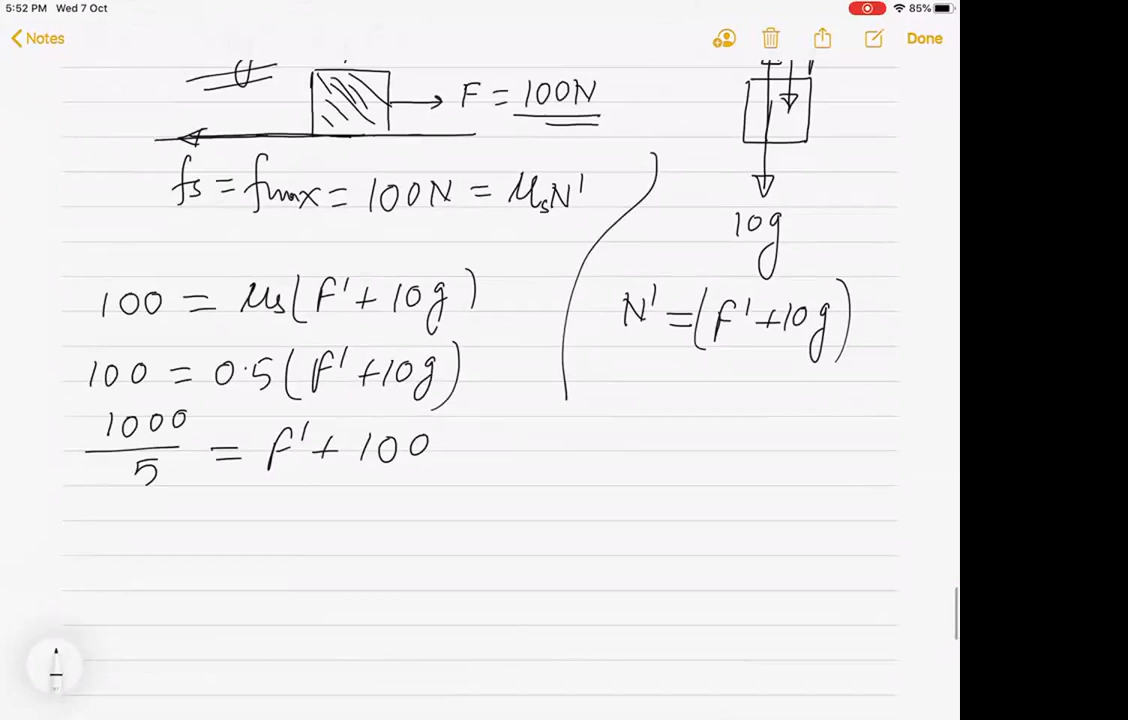 5:52 PM Wed 7 Oct
85%
Notes
Done
F = 100N
fs = fmax = 100N = μsN'
10g
100 = μs(F' + 10g)
N' = (F' + 10g)
100 = 0.5(F' + 10g)
1000/5 = F' + 100